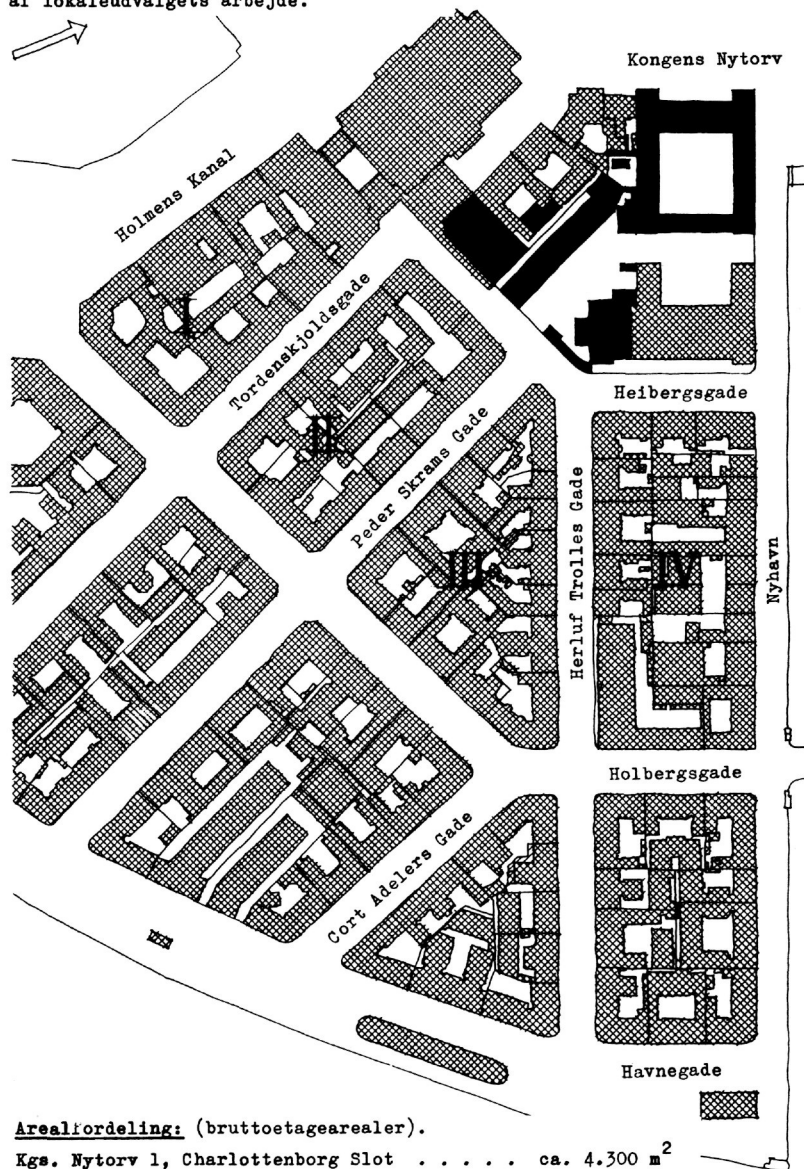 af lokaleudvalgets arbejde.
Kongens Nytorv
Holmens Kanal
Tordenskjoldsgade
I
II
Peder Skrams Gade
Heibergsgade
III
Herluf Trolles Gade
IV
Nyhavn
Holbergsgade
Cort Adelers Gade
Havnegade
Arealfordeling: (bruttoetagearealer).
Kgs. Nytorv 1, Charlottenborg Slot . . . . . ca. 4.300 m²